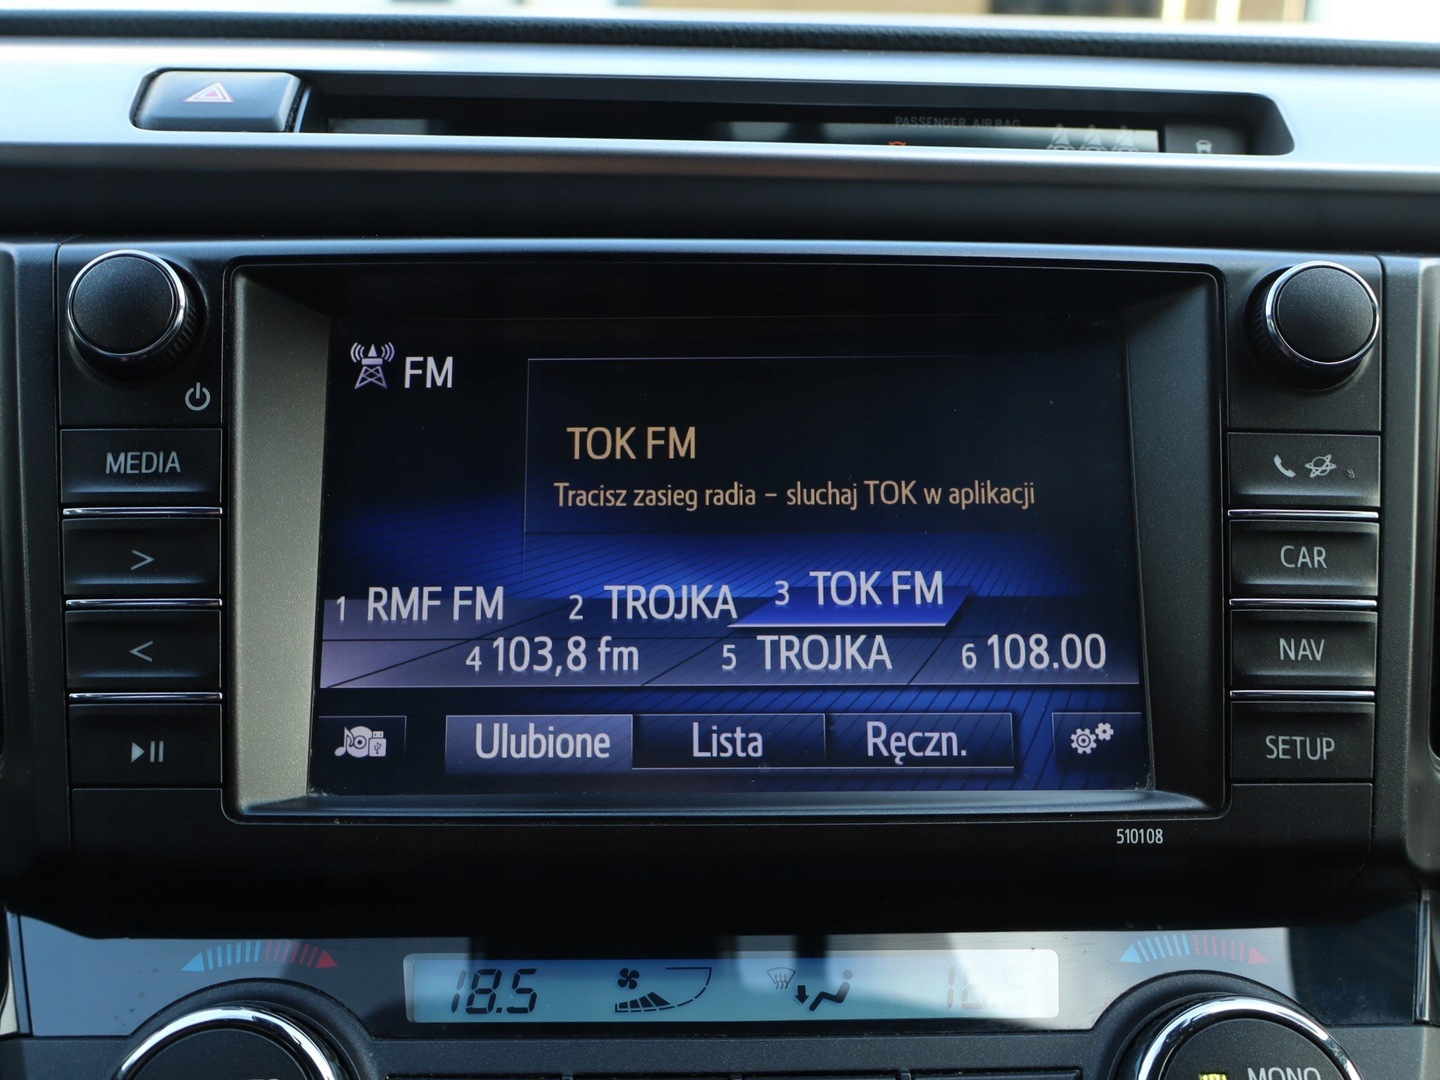 PASSENGER AIRBAG
FM
TOK FM
Tracisz zasieg radia – sluchaj TOK w aplikacji
1 RMF FM 2 TROJKA 3 TOK FM
4 103,8 fm 5 TROJKA 6 108.00
Ulubione Lista Ręczn.
MEDIA
>
<
CAR
NAV
SETUP
510108
18.5
MONO